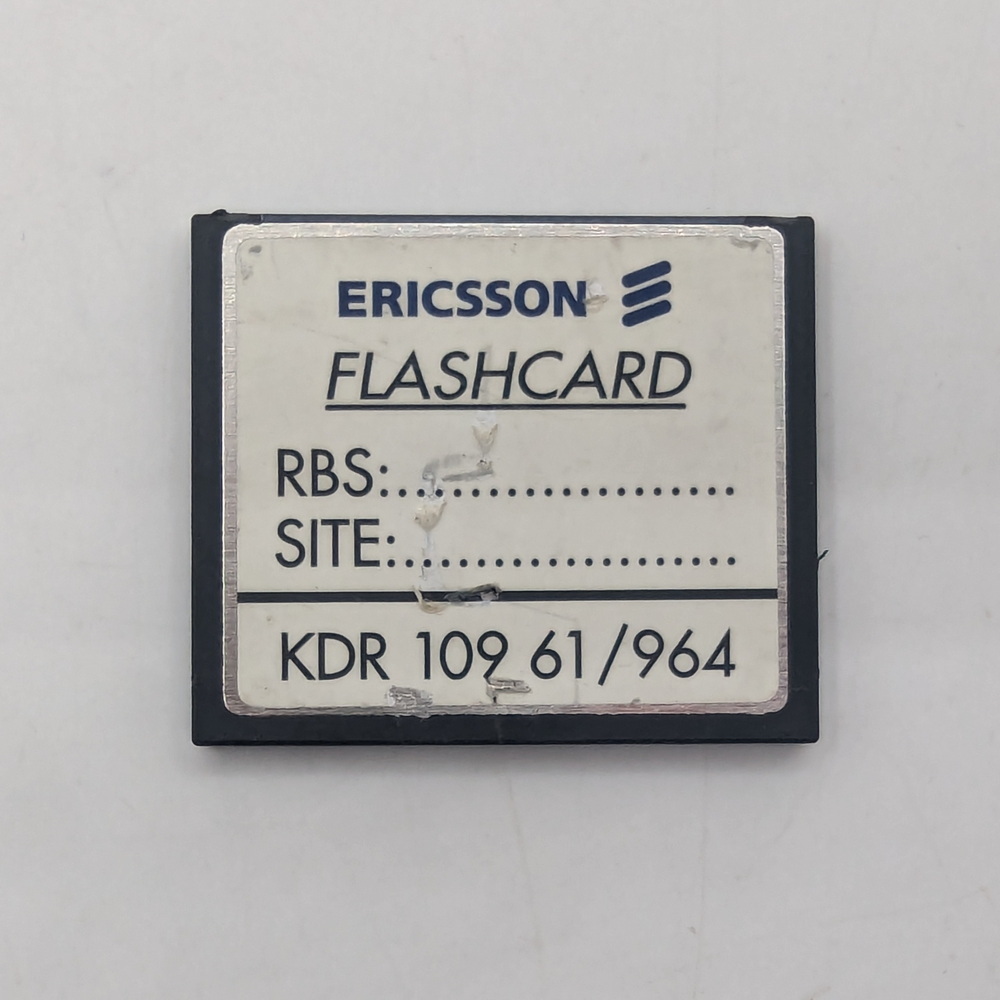 ERICSSON
FLASHCARD
RBS:......................
SITE:.....................
KDR 109 61/964